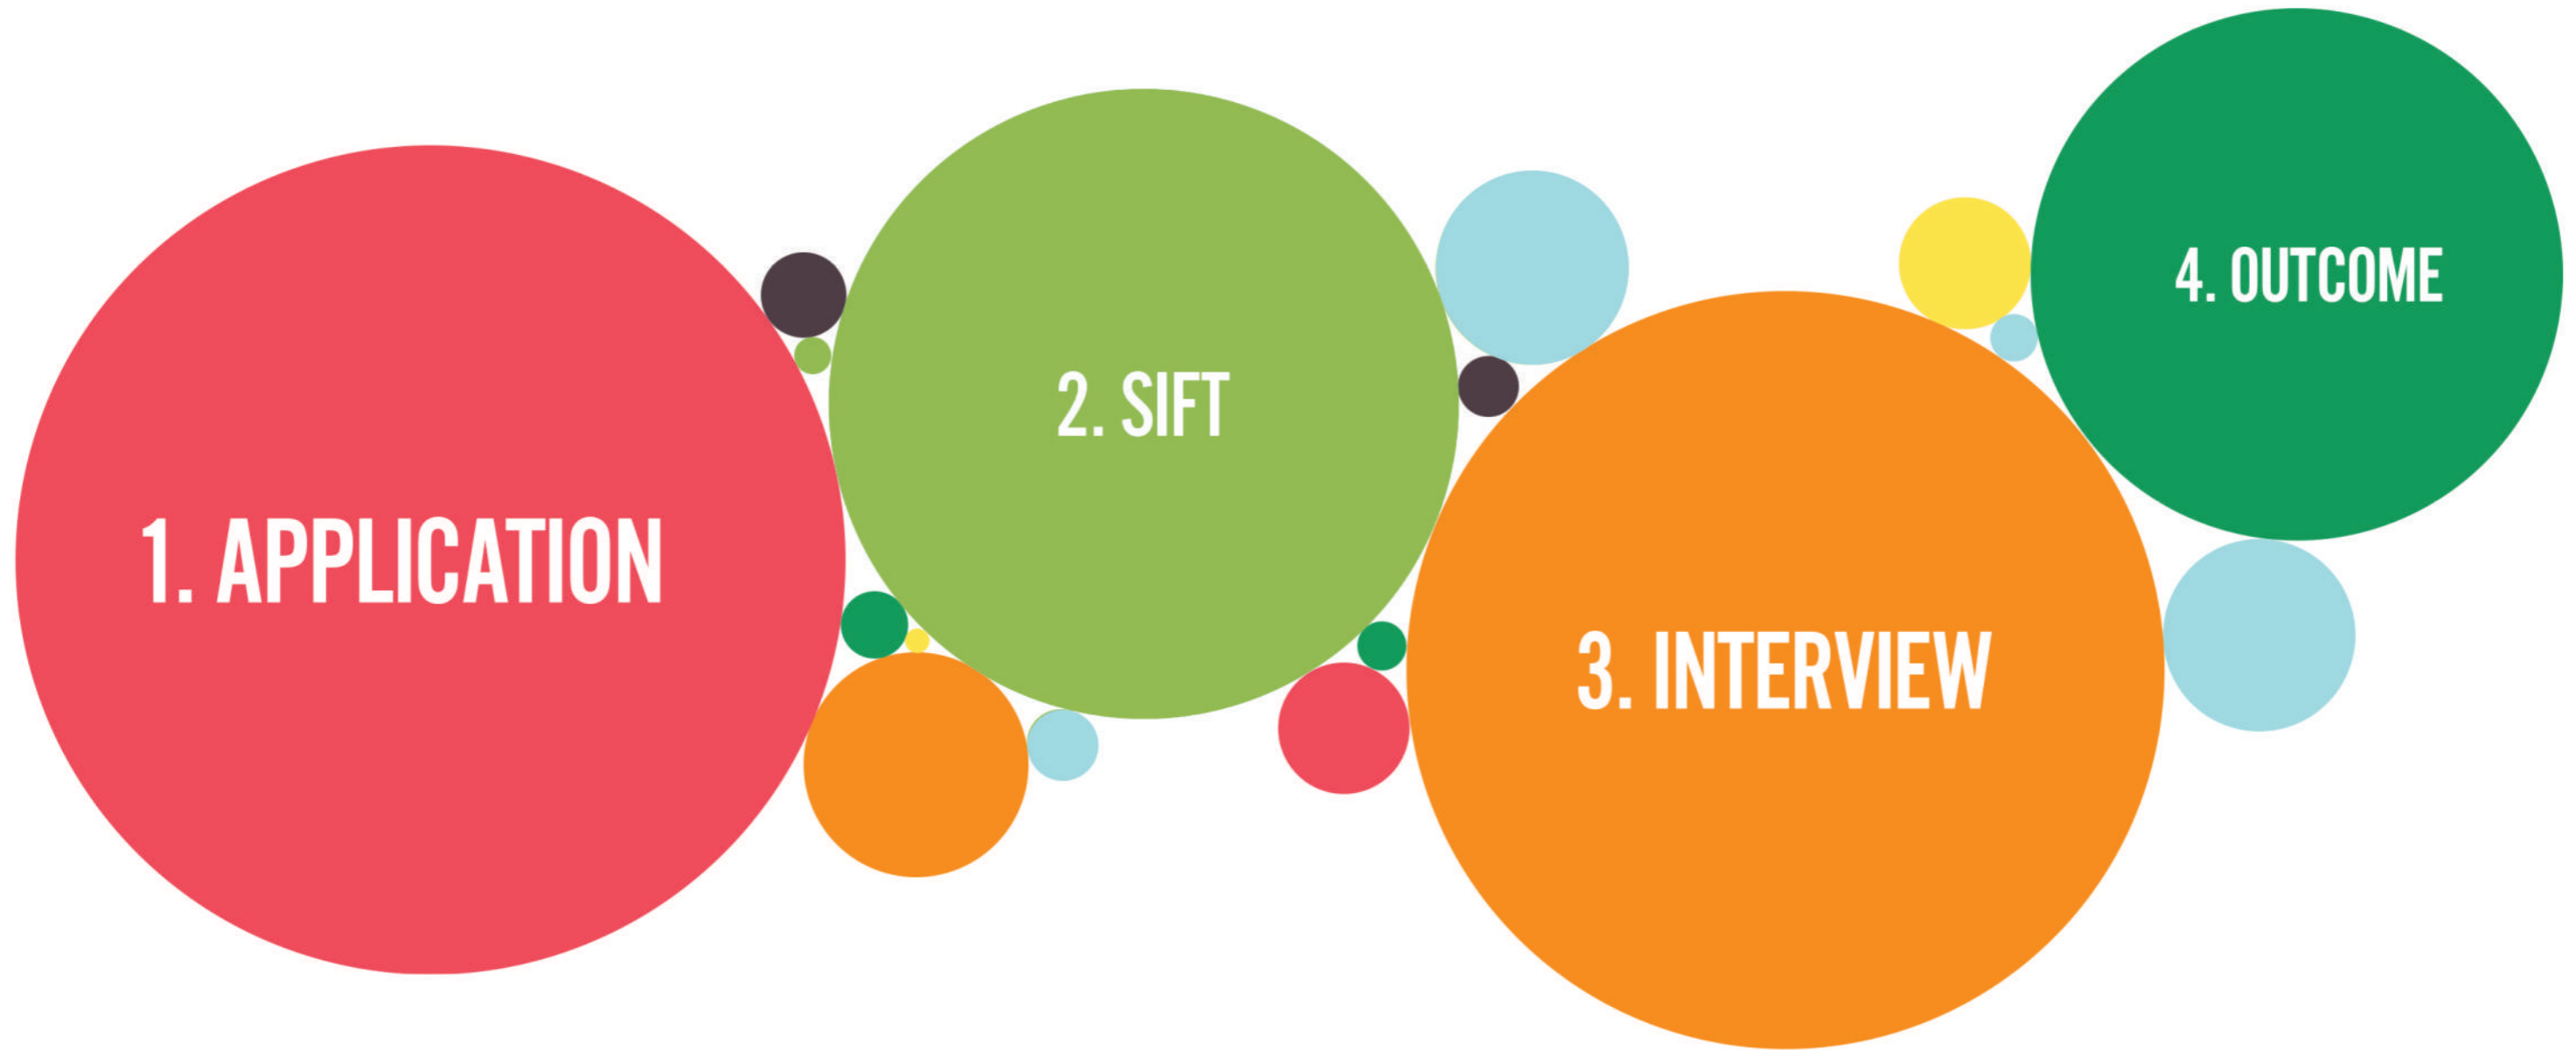 1. APPLICATION
2. SIFT
3. INTERVIEW
4. OUTCOME